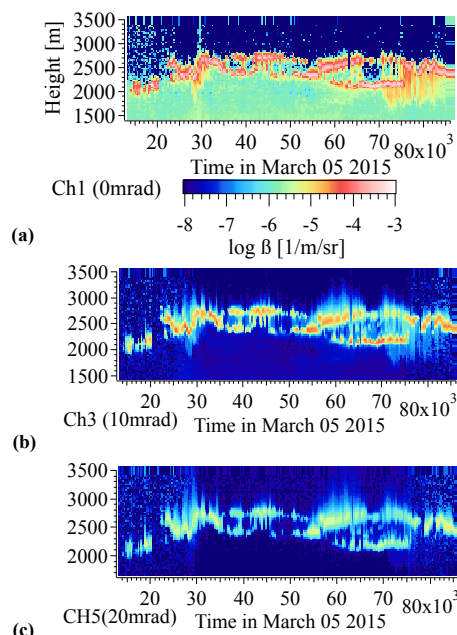 3500
3000
2500
2000
1500
Height [m]
20 30 40 50 60 70 80x10³
Time in March 05 2015
Ch1 (0mrad)
-8 -7 -6 -5 -4 -3
log ß [1/m/sr]
(a)
3500
3000
2500
2000
1500
20 30 40 50 60 70 80x10³
Ch3 (10mrad) Time in March 05 2015
(b)
3500
3000
2500
2000
20 30 40 50 60 70 80x10³
CH5(20mrad) Time in March 05 2015
(c)